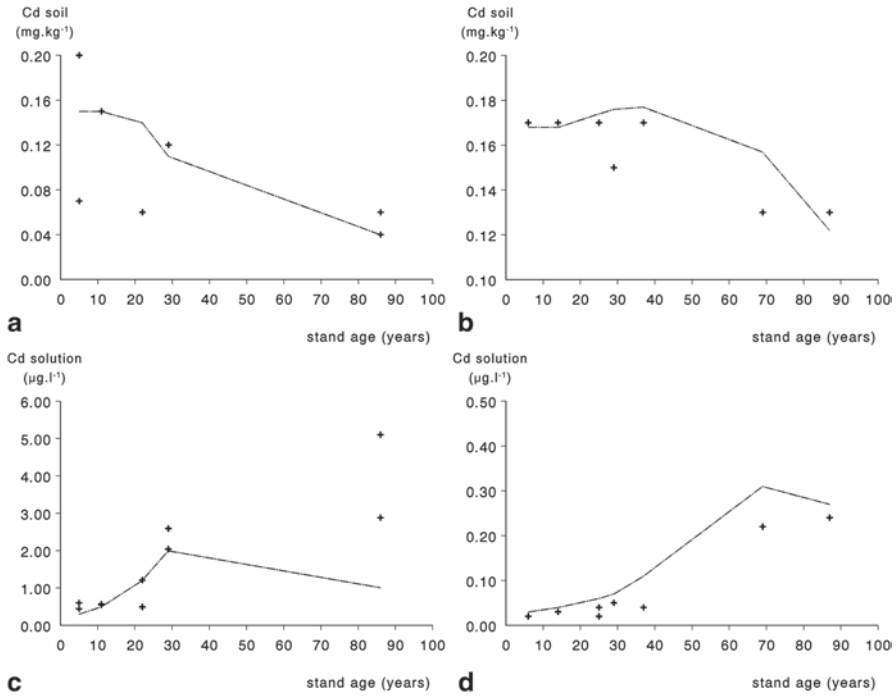 Cd soil
(mg.kg⁻¹)
0.20
0.16
0.12
0.08
0.04
0.00
0 10 20 30 40 50 60 70 80 90 100
a
stand age (years)
Cd soil
(mg.kg⁻¹)
0.20
0.18
0.16
0.14
0.12
0.10
0 10 20 30 40 50 60 70 80 90 100
b
stand age (years)
Cd solution
(µg.l⁻¹)
6.00
5.00
4.00
3.00
2.00
1.00
0.00
0 10 20 30 40 50 60 70 80 90 100
c
stand age (years)
Cd solution
(µg.l⁻¹)
0.50
0.40
0.30
0.20
0.10
0.00
0 10 20 30 40 50 60 70 80 90 100
d
stand age (years)